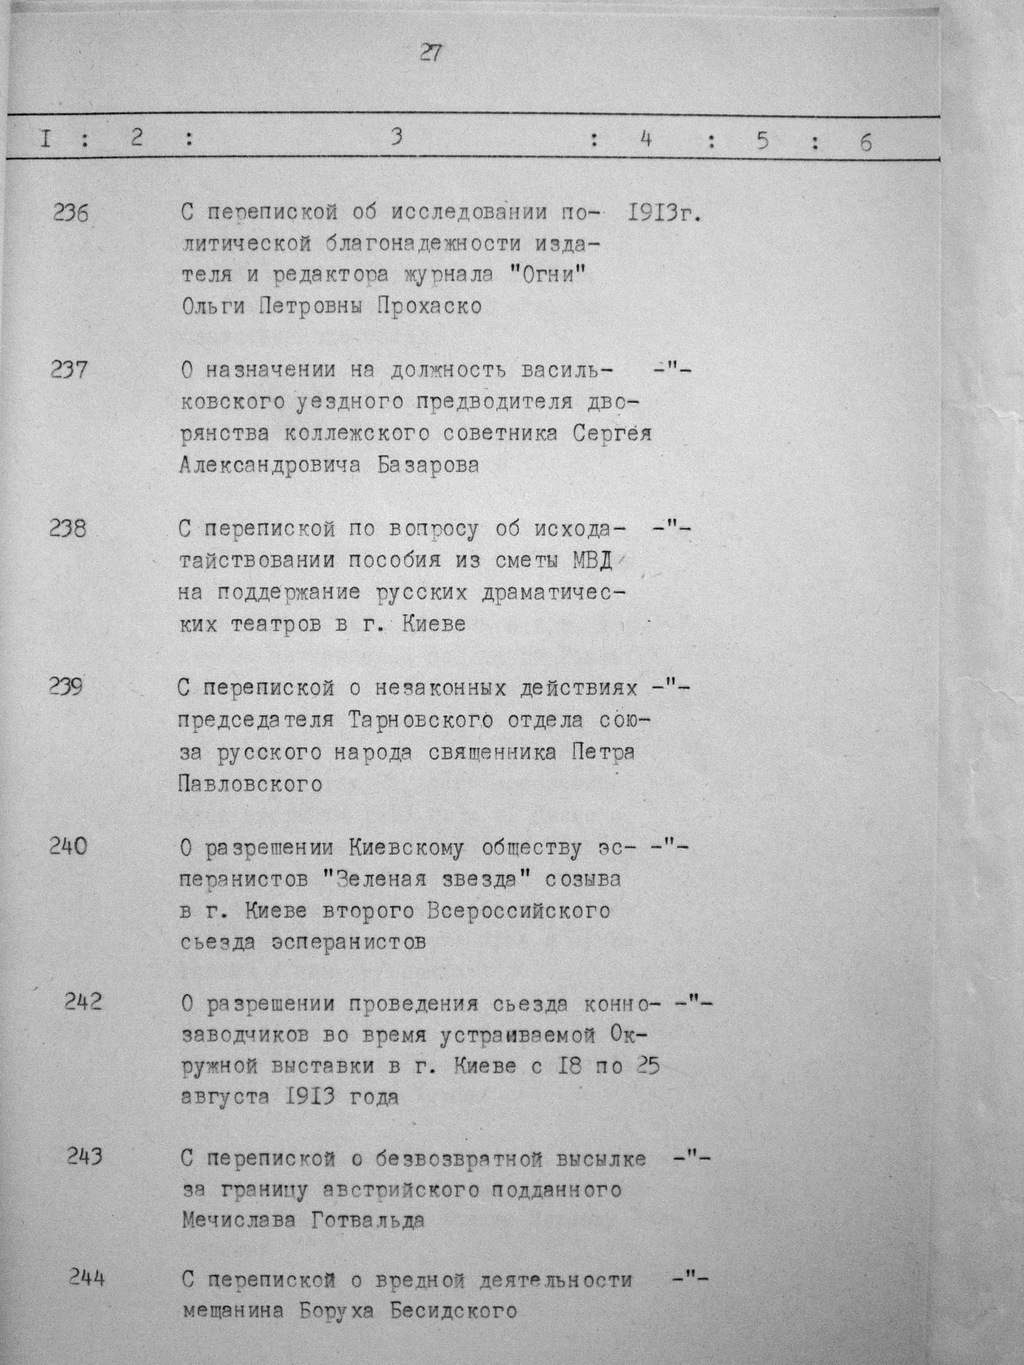 27
I : 2 : 3 : 4 : 5 : 6
236 С перепиской об исследовании по- I9I3г.
литической благонадежности изда-
теля и редактора журнала "Огни"
Ольги Петровны Прохаско
237 О назначении на должность василь- -"-
ковского уездного предводителя дво-
рянства коллежского советника Сергея
Александровича Базарова
238 С перепиской по вопросу об исхода- -"-
тайствовании пособия из сметы МВД
на поддержание русских драматичес-
ких театров в г. Киеве
239 С перепиской о незаконных действиях -"-
председателя Тарновского отдела сою-
за русского народа священника Петра
Павловского
240 О разрешении Киевскому обществу эс- -"-
перанистов "Зеленая звезда" созыва
в г. Киеве второго Всероссийского
сьезда эсперанистов
242 О разрешении проведения сьезда конно- -"-
заводчиков во время устраиваемой Ок-
ружной выставки в г. Киеве с I8 по 25
августа I9I3 года
243 С перепиской о безвозвратной высылке -"-
за границу австрийского подданного
Мечислава Готвальда
244 С перепиской о вредной деятельности -"-
мещанина Боруха Бесидского